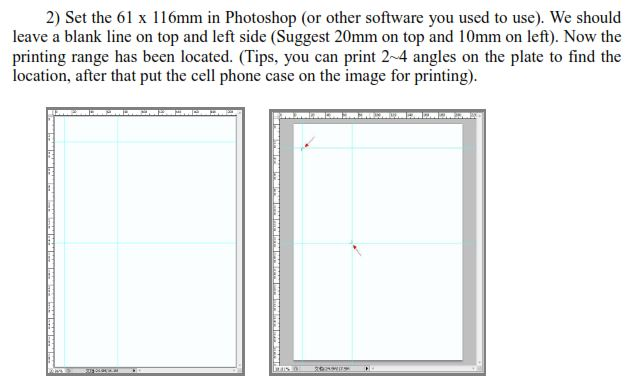 2) Set the 61 x 116mm in Photoshop (or other software you used to use). We should
leave a blank line on top and left side (Suggest 20mm on top and 10mm on left). Now the
printing range has been located. (Tips, you can print 2~4 angles on the plate to find the
location, after that put the cell phone case on the image for printing).